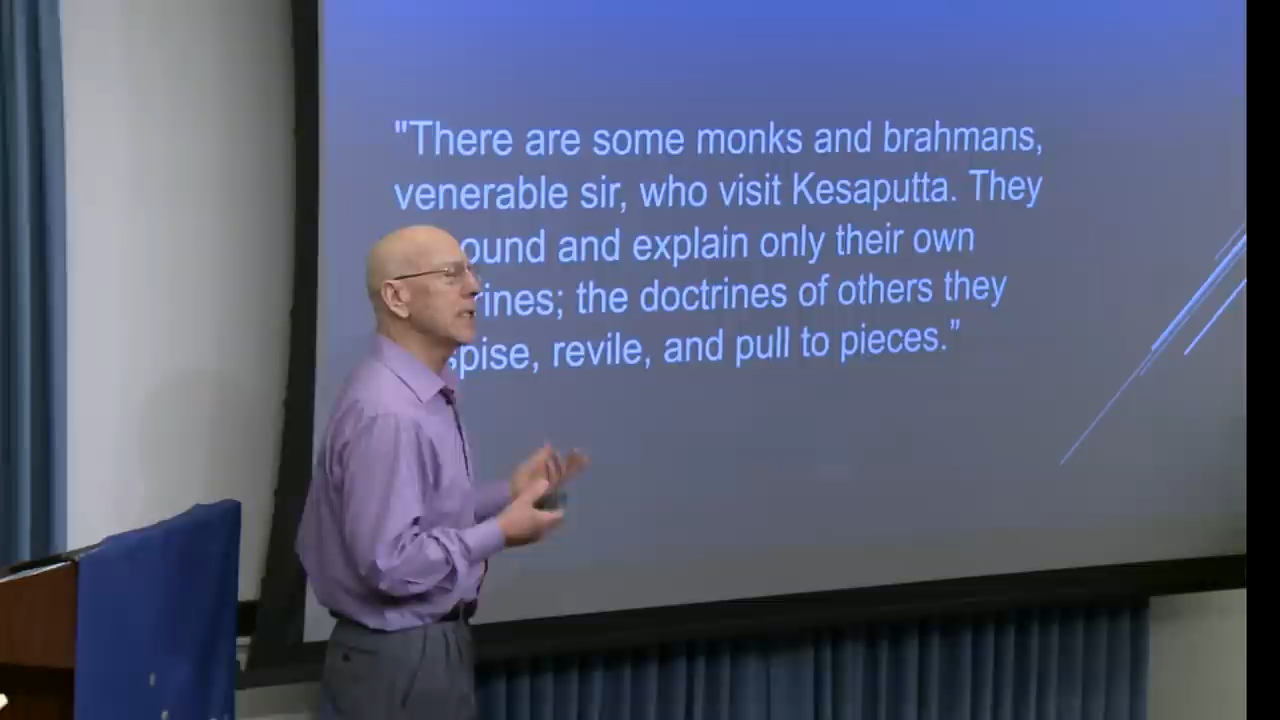 "There are some monks and brahmans,
venerable sir, who visit Kesaputta. They
and explain only their own
the doctrines of others they
revile, and pull to pieces.”